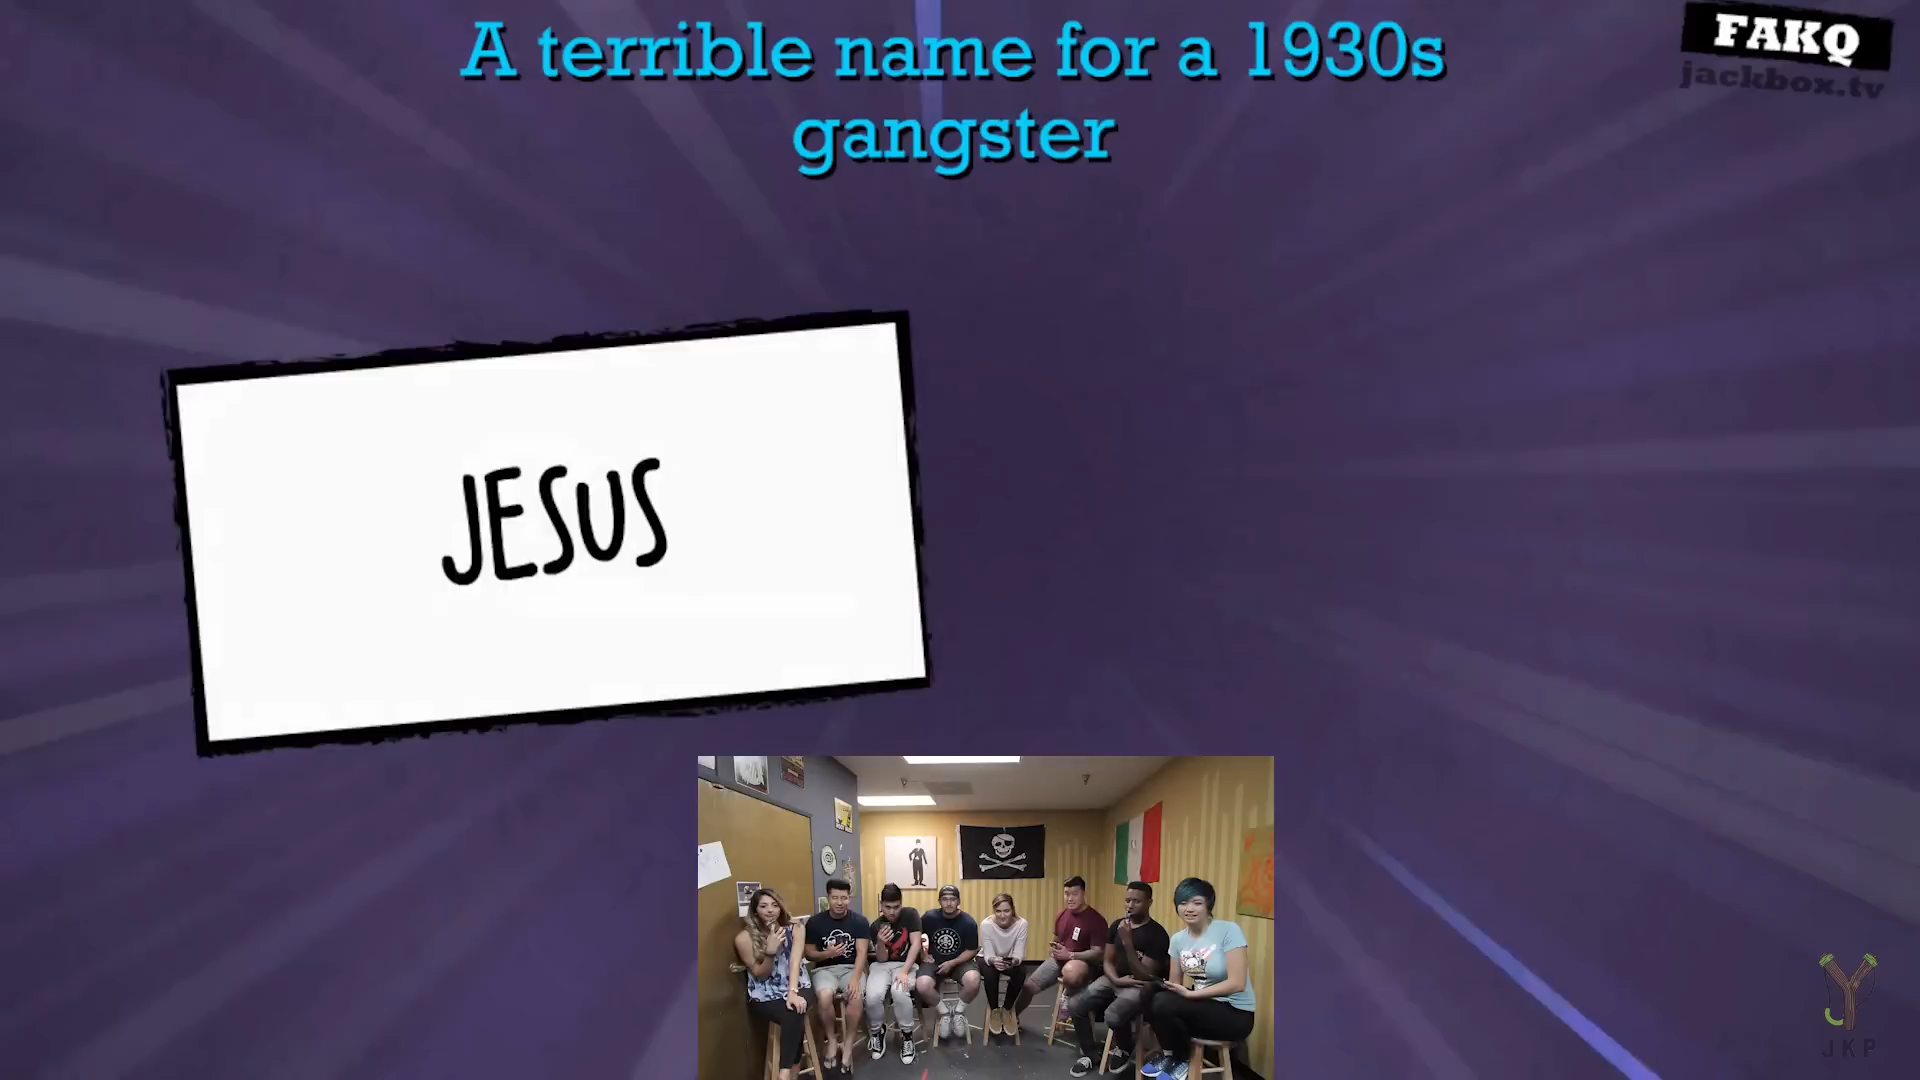 A terrible name for a 1930s
gangster
FAKQ
jackbox.tv
JESUS
JKP